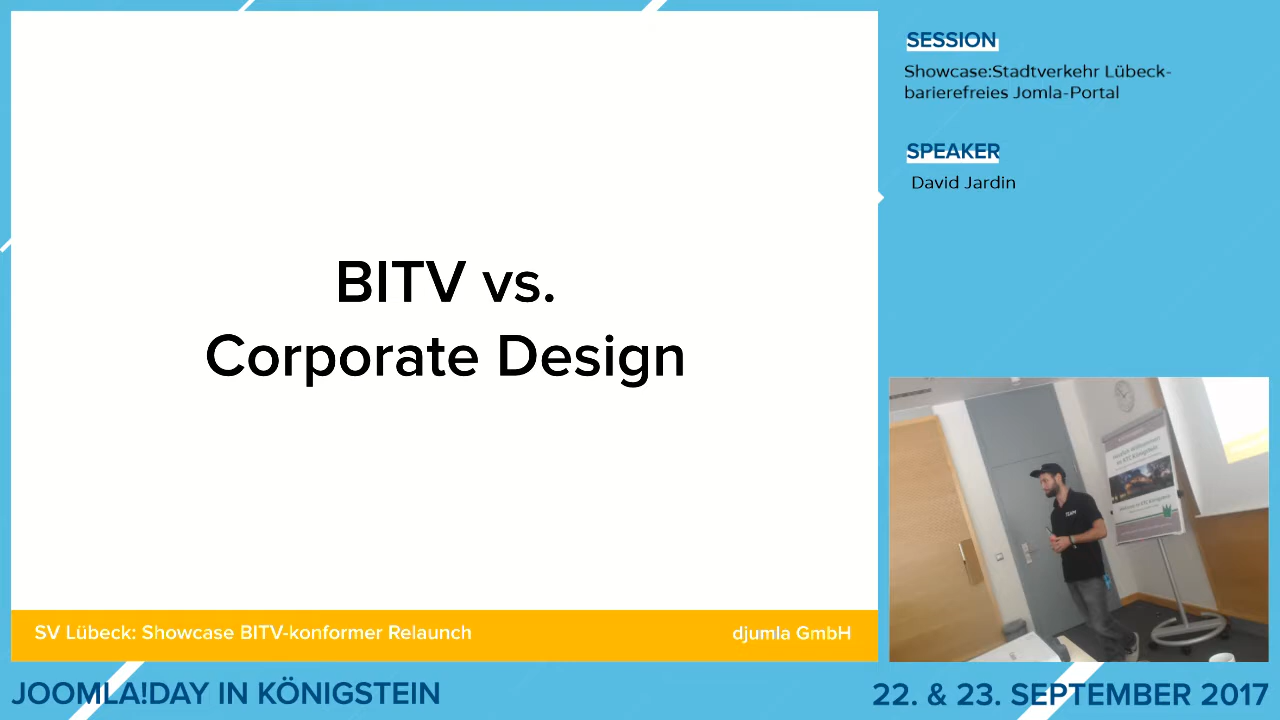 SESSION
Showcase:Stadtverkehr Lübeck-
barierefreies Jomla-Portal
SPEAKER
David Jardin
BITV vs.
Corporate Design
SV Lübeck: Showcase BITV-konformer Relaunch
djumla GmbH
JOOMLA!DAY IN KÖNIGSTEIN
22. & 23. SEPTEMBER 2017